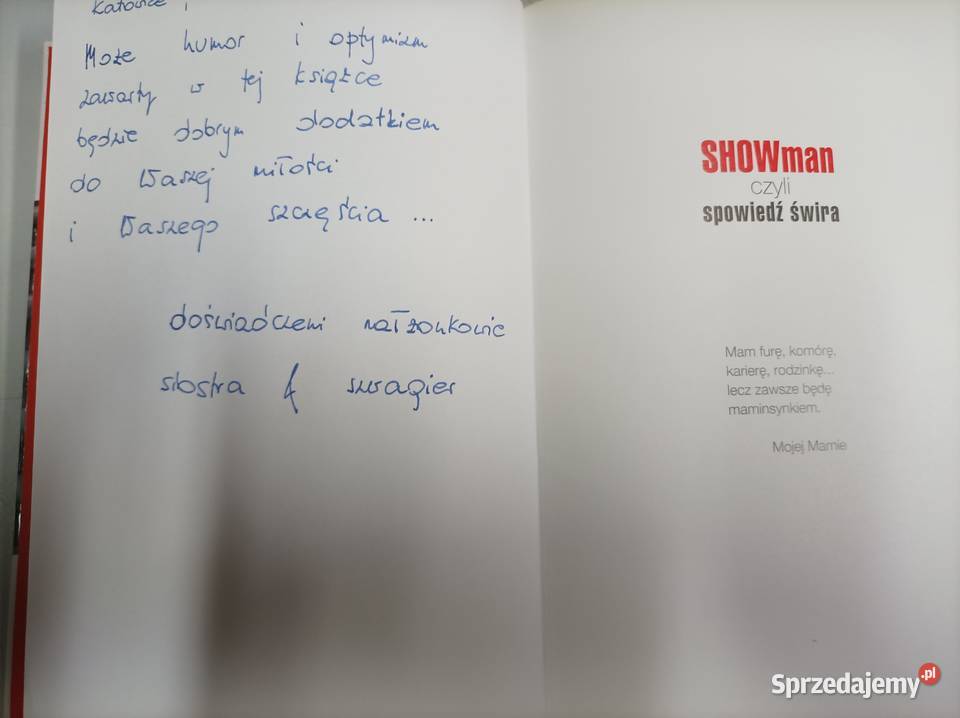 Katowice,
Może humor i optymizm
zawarty w tej książce
będzie dobrym dodatkiem
do Waszej miłości
i Waszego szczęścia ...
doświadczeni małżonkowie
siostra & szwagier
SHOWman
czyli
spowiedź świra
Mam furę, komórę,
karierę, rodzinkę...
lecz zawsze będę
maminsynkiem.
Mojej Mamie
Sprzedajemy.pl